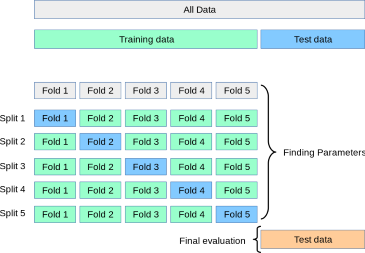 All Data
Training data Test data
Fold 1 Fold 2 Fold 3 Fold 4 Fold 5
Split 1 Fold 1 Fold 2 Fold 3 Fold 4 Fold 5
Split 2 Fold 1 Fold 2 Fold 3 Fold 4 Fold 5
Split 3 Fold 1 Fold 2 Fold 3 Fold 4 Fold 5
Finding Parameters
Split 4 Fold 1 Fold 2 Fold 3 Fold 4 Fold 5
Split 5 Fold 1 Fold 2 Fold 3 Fold 4 Fold 5
Final evaluation Test data